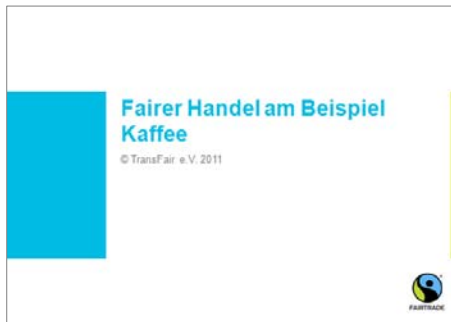 Fairer Handel am Beispiel
Kaffee
© TransFair e.V. 2011
FAIRTRADE